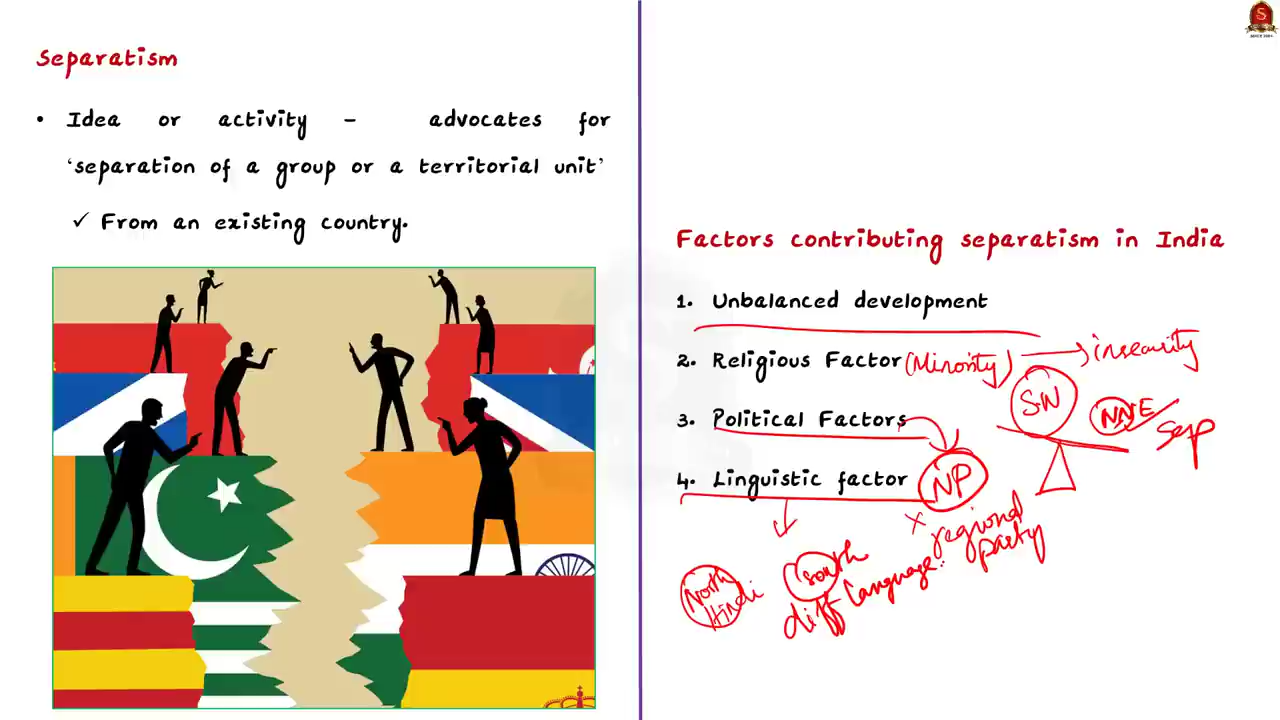 Separatism
• Idea or activity – advocates for
‘separation of a group or a territorial unit’
✓ From an existing country.
Factors contributing separatism in India
1. Unbalanced development
2. Religious Factor (Minority) → insecurity
3. Political Factors
S.W
N.N.E
Sep
4. Linguistic factor
NP
× regional
party
North
Hindi
South
diff language